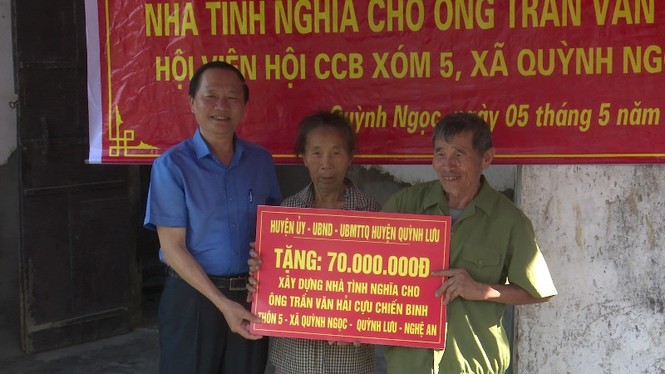 NHÀ TÌNH NGHĨA CHO ÔNG TRẦN VĂN
HỘI VIÊN HỘI CCB XÓM 5, XÃ QUỲNH NGỌ
Quỳnh Ngọc, ngày 05 tháng 5 năm
HUYỆN ỦY - UBND - UBMTTQ HUYỆN QUỲNH LƯU
TẶNG: 70.000.000Đ
XÂY DỰNG NHÀ TÌNH NGHĨA CHO
ÔNG TRẦN VĂN HẢI CỰU CHIẾN BINH
THÔN 5 - XÃ QUỲNH NGỌC - QUỲNH LƯU - NGHỆ AN